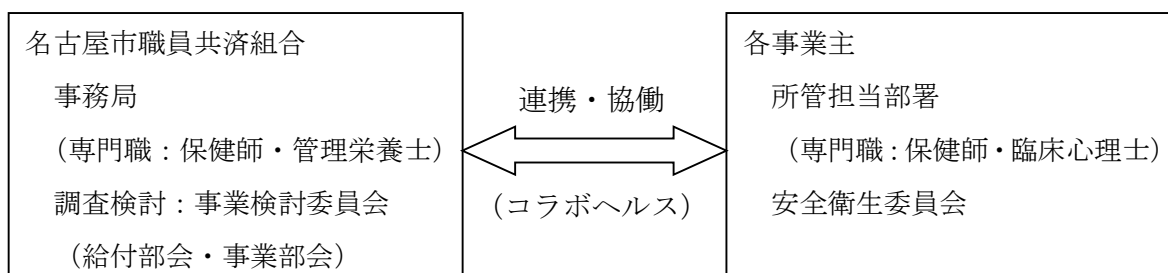 名古屋市職員共済組合
事務局
（専門職：保健師・管理栄養士）
調査検討：事業検討委員会
（給付部会・事業部会）
連携・協働
（コラボヘルス）
各事業主
所管担当部署
（専門職：保健師・臨床心理士）
安全衛生委員会